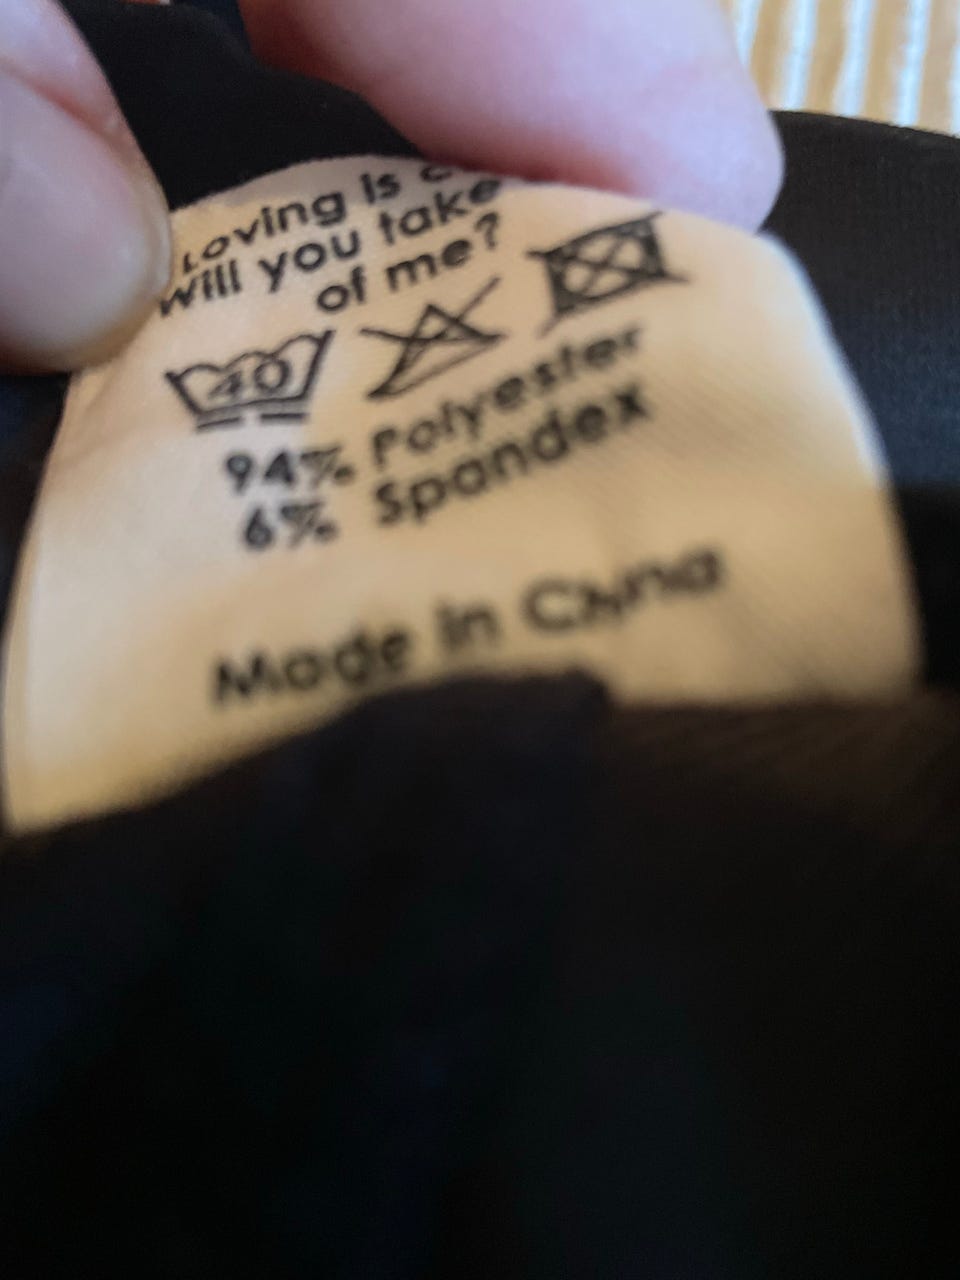 Loving is
will you take
of me?
40
94% Polyester
6% Spandex
Made in China